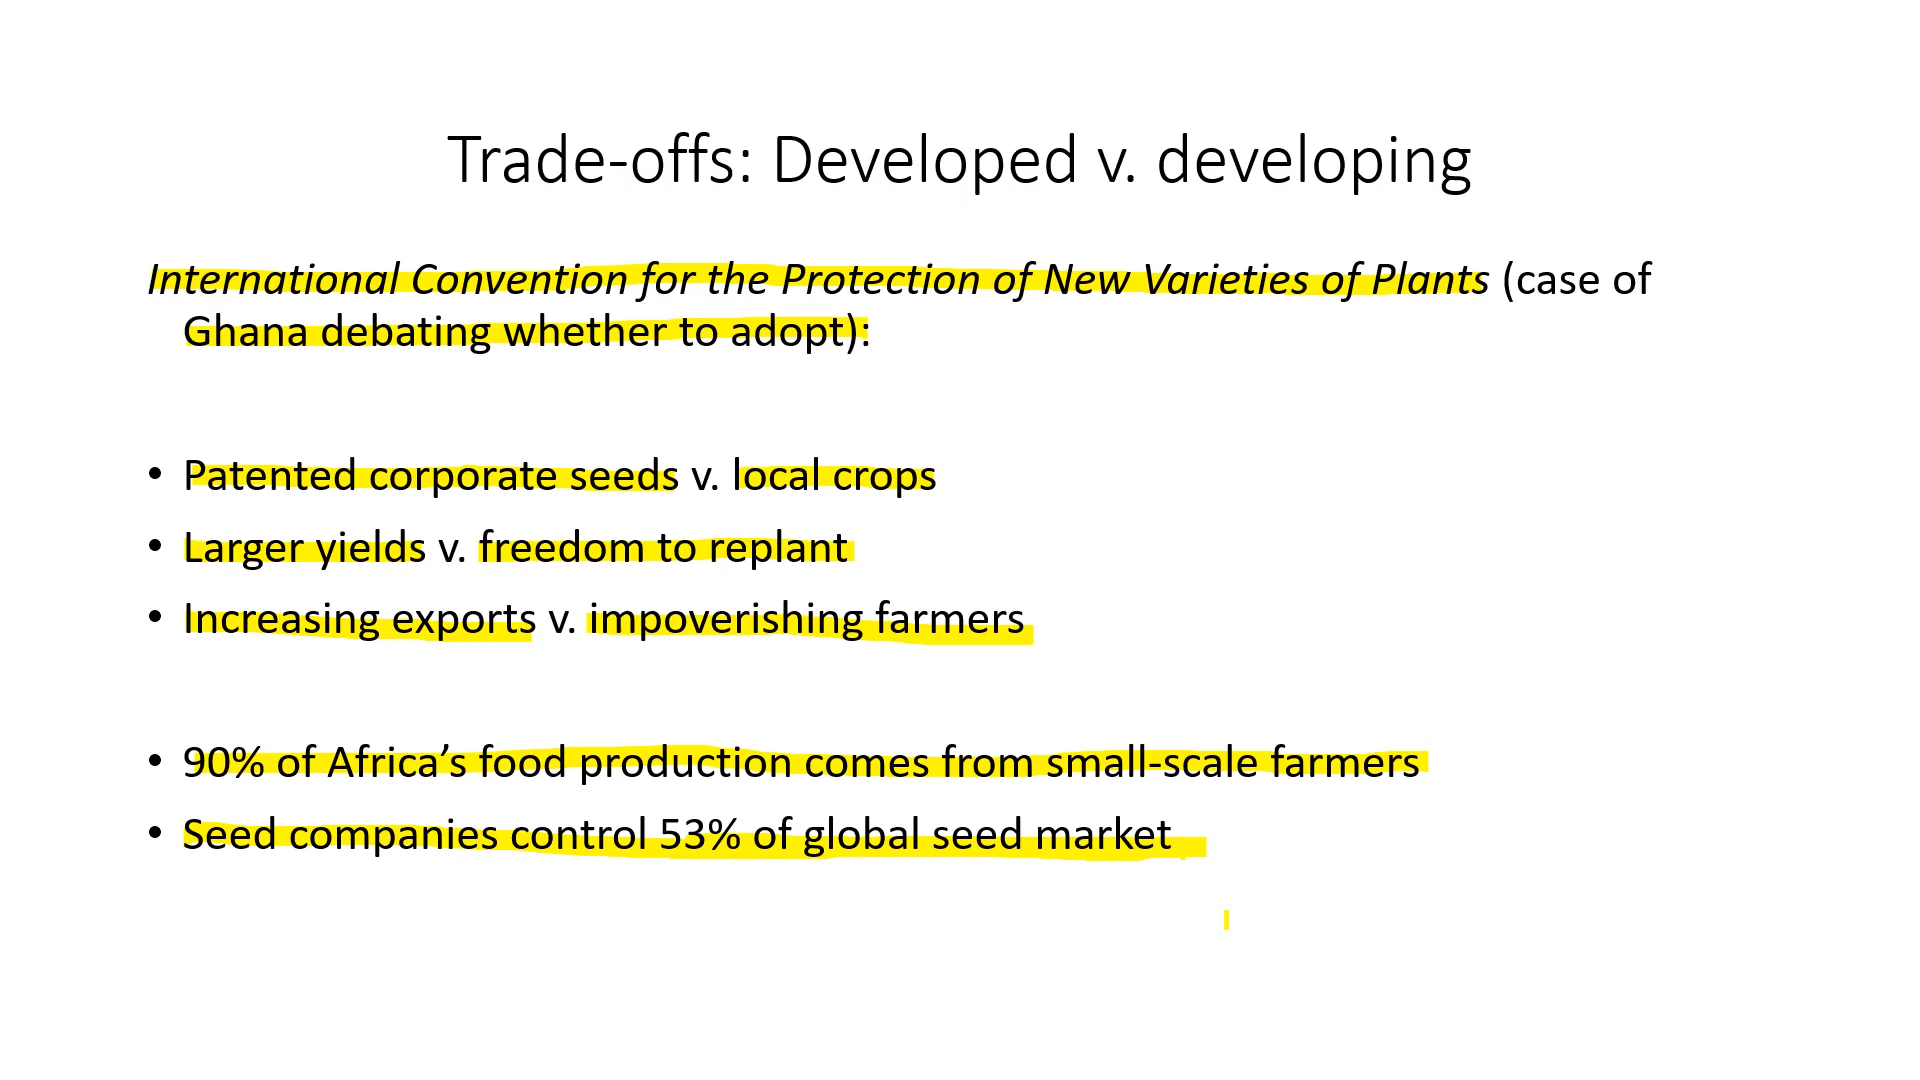 Trade-offs: Developed v. developing
International Convention for the Protection of New Varieties of Plants (case of
Ghana debating whether to adopt):
• Patented corporate seeds v. local crops
• Larger yields v. freedom to replant
• Increasing exports v. impoverishing farmers
• 90% of Africa’s food production comes from small-scale farmers
• Seed companies control 53% of global seed market